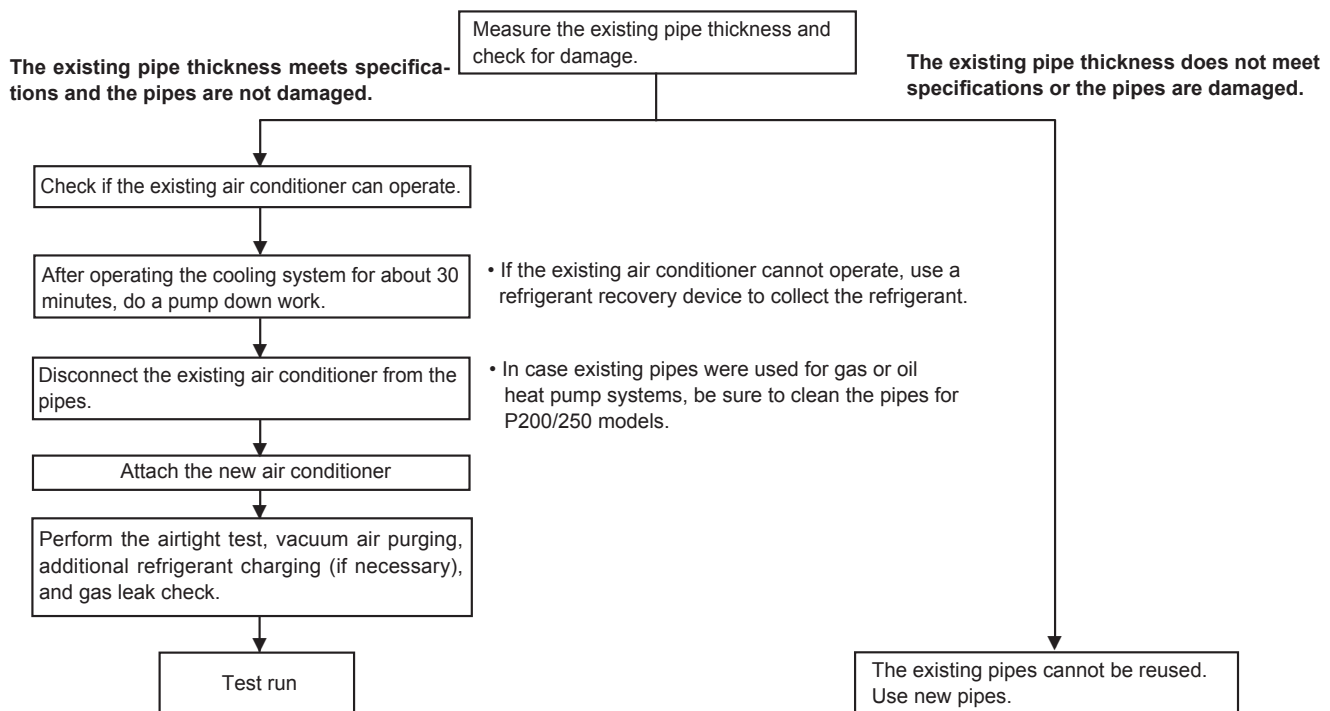 Measure the existing pipe thickness and
check for damage.
The existing pipe thickness meets specifica-
tions and the pipes are not damaged.
The existing pipe thickness does not meet
specifications or the pipes are damaged.
Check if the existing air conditioner can operate.
After operating the cooling system for about 30
minutes, do a pump down work.
• If the existing air conditioner cannot operate, use a
refrigerant recovery device to collect the refrigerant.
Disconnect the existing air conditioner from the
pipes.
• In case existing pipes were used for gas or oil
heat pump systems, be sure to clean the pipes for
P200/250 models.
Attach the new air conditioner
Perform the airtight test, vacuum air purging,
additional refrigerant charging (if necessary),
and gas leak check.
Test run
The existing pipes cannot be reused.
Use new pipes.